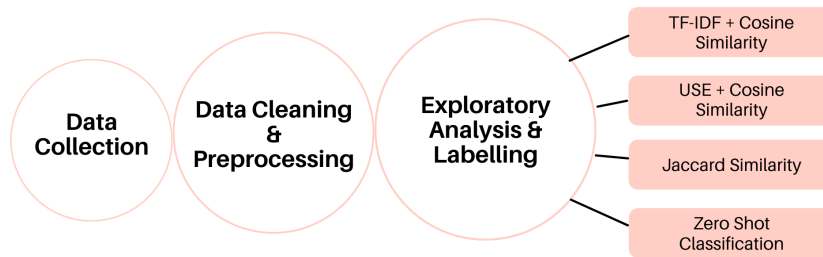 Data
Collection
Data Cleaning
&
Preprocessing
Exploratory
Analysis &
Labelling
TF-IDF + Cosine
Similarity
USE + Cosine
Similarity
Jaccard Similarity
Zero Shot
Classification